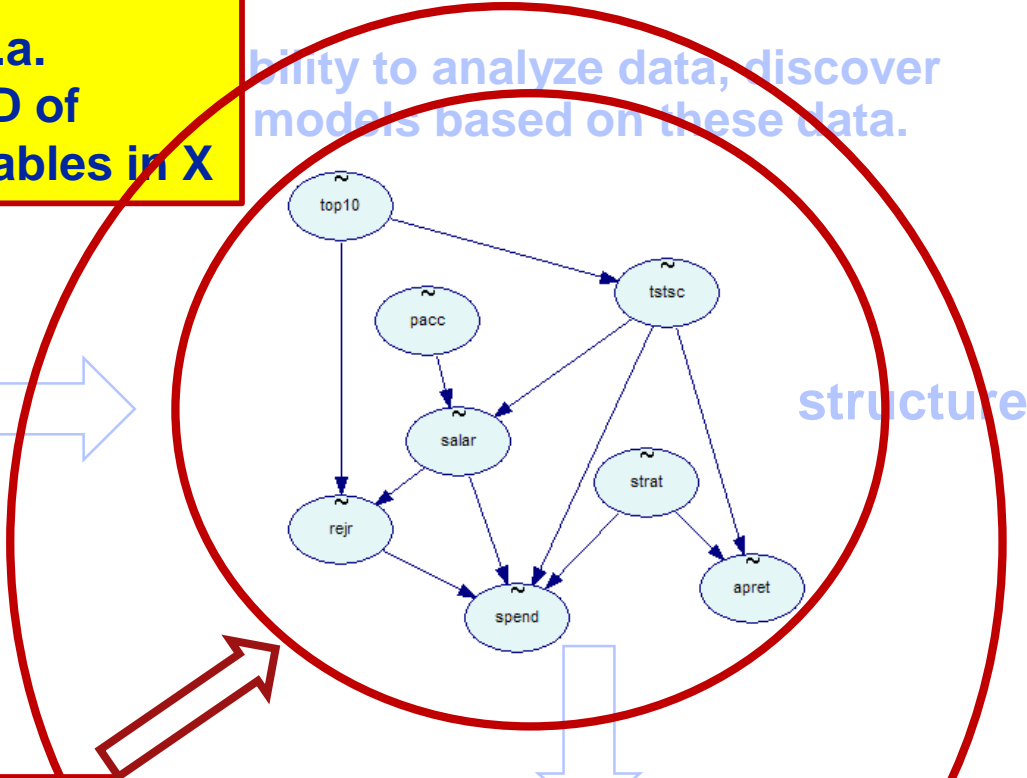 .a.
D of
ables in X
bility to analyze data, discover
models based on these data.
top10
tstsc
pacc
structure
salar
strat
rejr
apret
spend